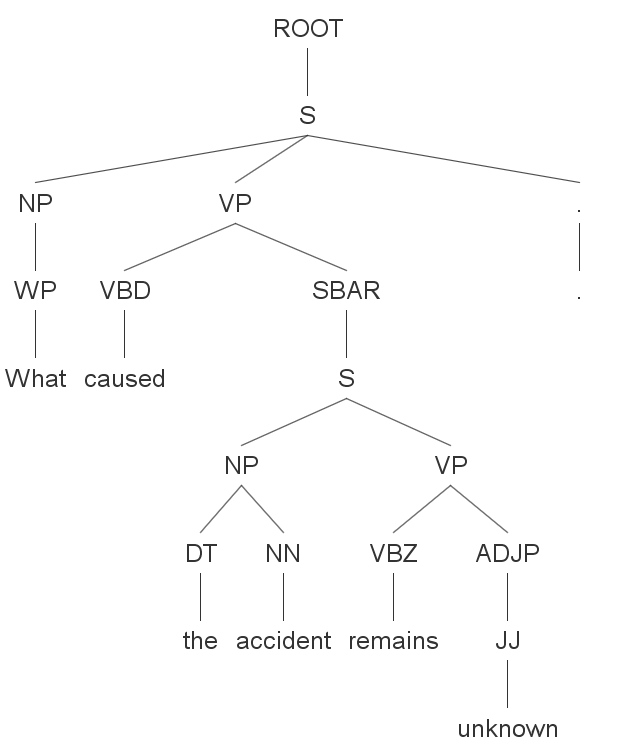 ROOT
S
NP VP .
WP VBD SBAR .
What caused S
NP VP
DT NN VBZ ADJP
the accident remains JJ
unknown